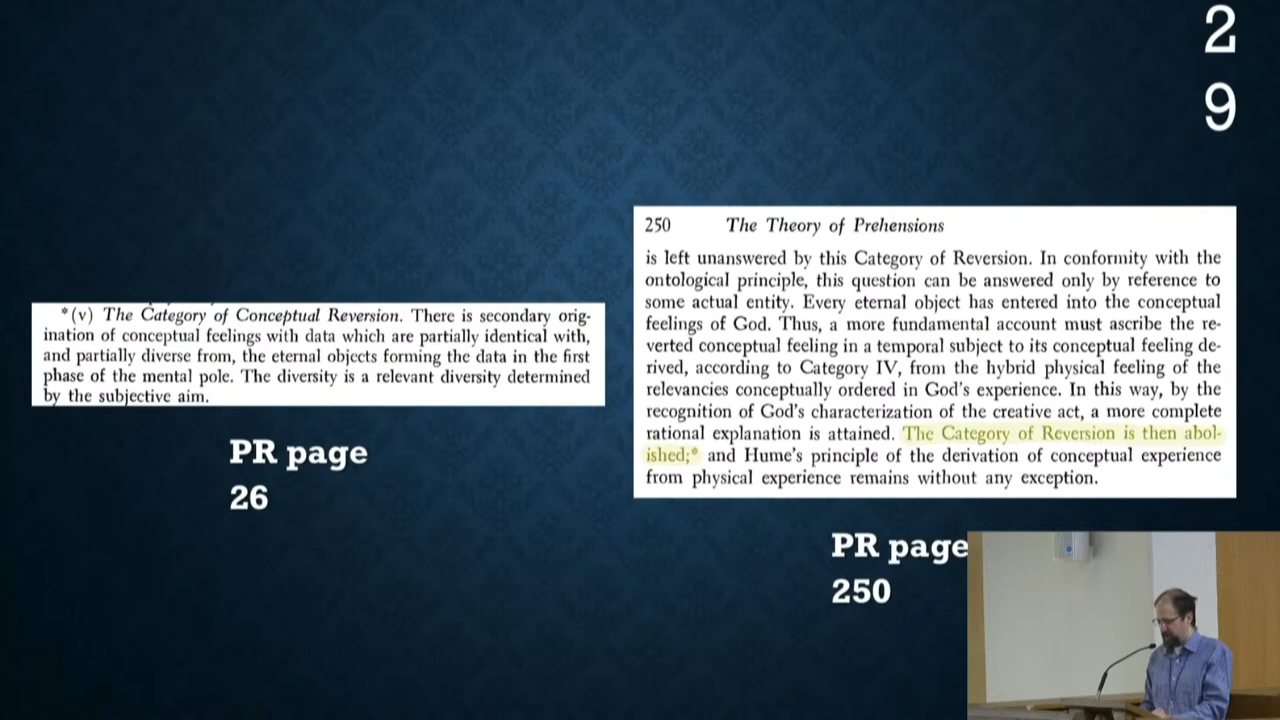 2
9
*(v) The Category of Conceptual Reversion. There is secondary orig-
ination of conceptual feelings with data which are partially identical with,
and partially diverse from, the eternal objects forming the data in the first
phase of the mental pole. The diversity is a relevant diversity determined
by the subjective aim.
PR page
26
250 The Theory of Prehensions
is left unanswered by this Category of Reversion. In conformity with the
ontological principle, this question can be answered only by reference to
some actual entity. Every eternal object has entered into the conceptual
feelings of God. Thus, a more fundamental account must ascribe the re-
verted conceptual feeling in a temporal subject to its conceptual feeling de-
rived, according to Category IV, from the hybrid physical feeling of the
relevancies conceptually ordered in God's experience. In this way, by the
recognition of God's characterization of the creative act, a more complete
rational explanation is attained. The Category of Reversion is then abol-
ished;* and Hume's principle of the derivation of conceptual experience
from physical experience remains without any exception.
PR page
250